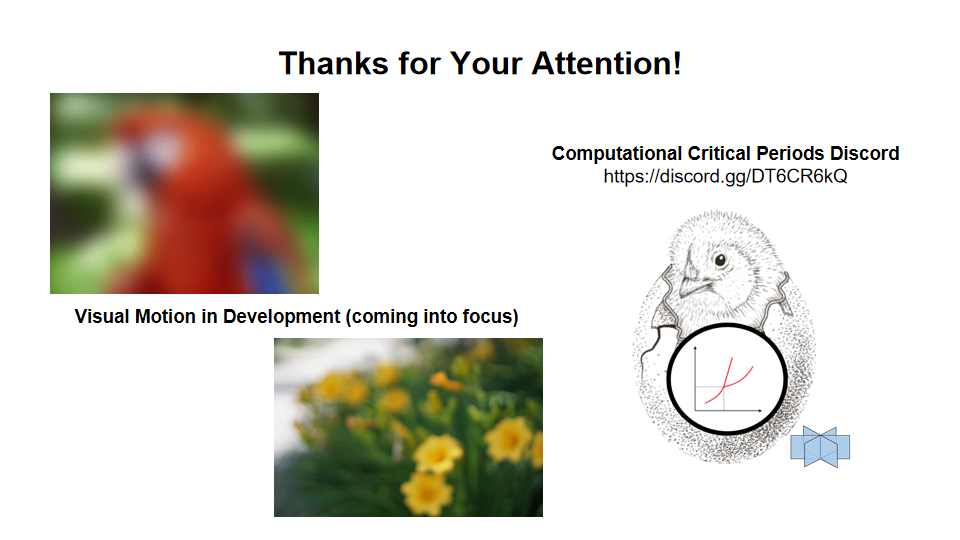 Thanks for Your Attention!
Computational Critical Periods Discord
https://discord.gg/DT6CR6kQ
Visual Motion in Development (coming into focus)